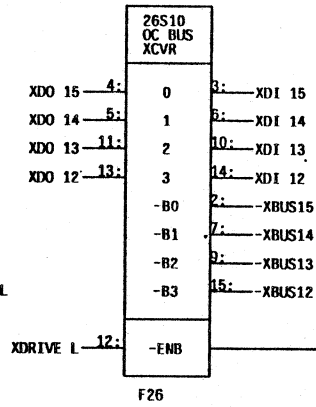 26S10
OC BUS
XCVR
XDO 15 4: 0 3: XDI 15
XDO 14 5: 1 6: XDI 14
XDO 13 11: 2 10: XDI 13
XDO 12 13: 3 14: XDI 12
-B0 2: -XBUS15
-B1 7: -XBUS14
-B2 9: -XBUS13
L -B3 15: -XBUS12
XDRIVE L 12: -ENB
F26